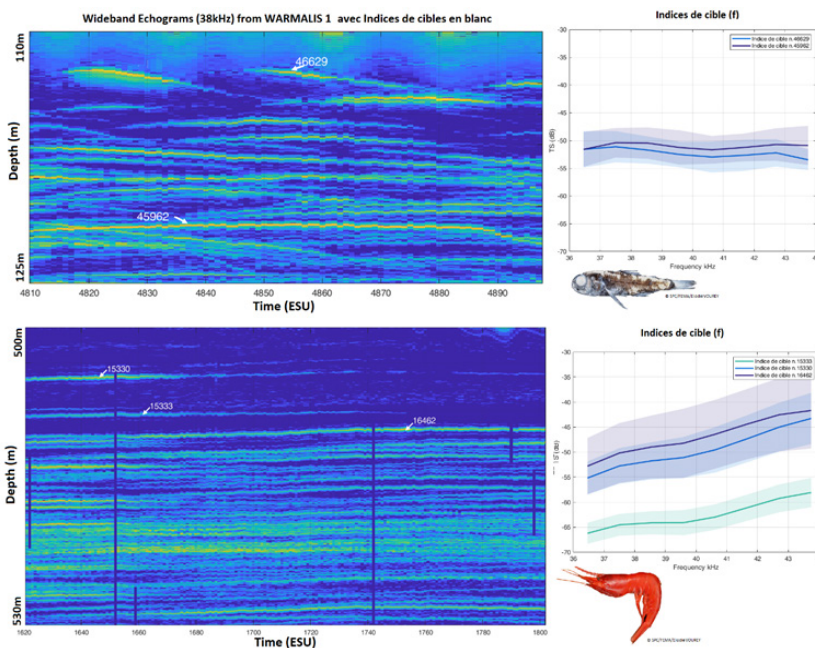 Wideband Echograms (38kHz) from WARMALIS 1 avec Indices de cibles en blanc
110m
Depth (m)
125m
46629
45962
4810 4820 4830 4840 4850 4860 4870 4880 4890
Time (ESU)
Indices de cible (f)
Indice de cible n.46629
Indice de cible n.45962
-30
-35
-40
-45
-50
-55
-60
-65
-70
TS (dB)
36 37 38 39 40 41 42 43
Frequency kHz
500m
Depth (m)
530m
15330
15333
16462
1620 1640 1660 1680 1700 1720 1740 1760 1780 1800
Time (ESU)
Indices de cible (f)
Indice de cible n.15333
Indice de cible n.15330
Indice de cible n.16462
-30
-35
-40
-45
-50
-55
-60
-65
-70
36 37 38 39 40 41 42 43
Frequency kHz